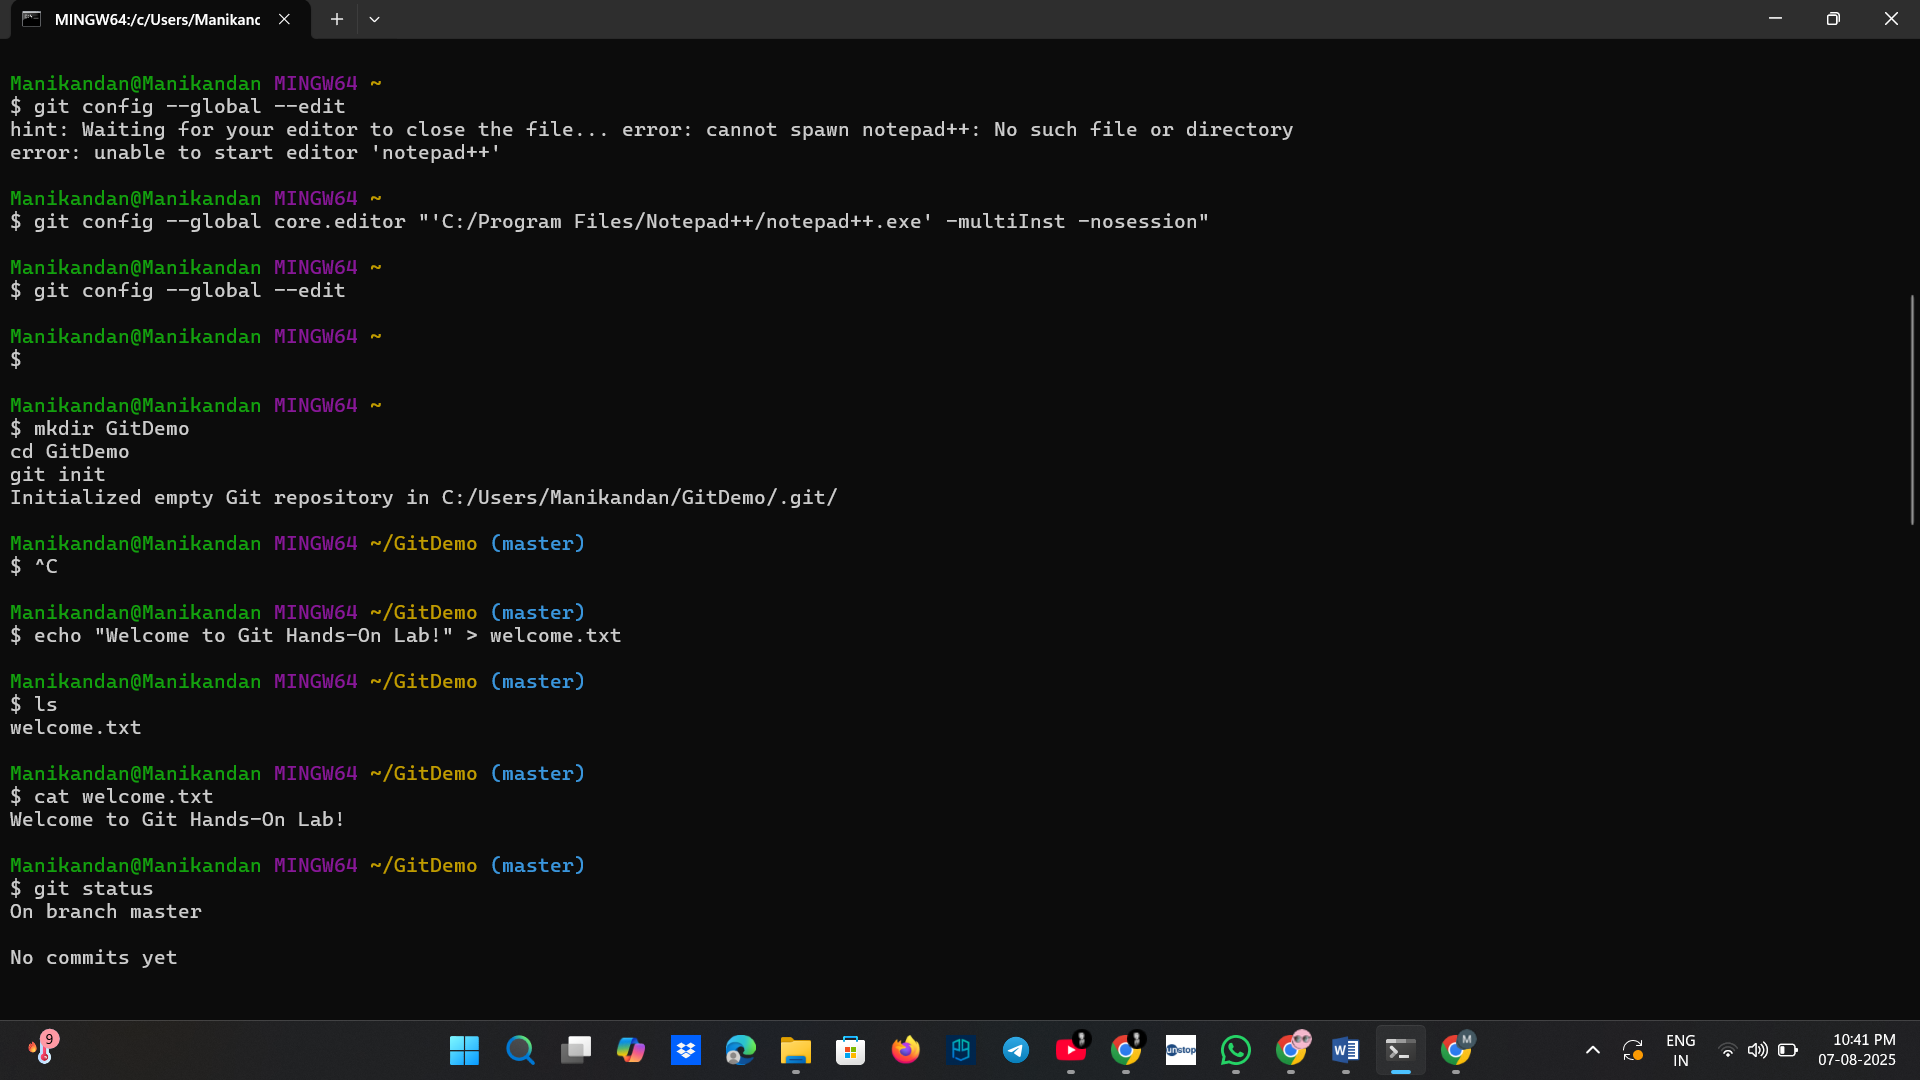 MINGW64:/c/Users/Manikand
Manikandan@Manikandan MINGW64 ~
$ git config --global --edit
hint: Waiting for your editor to close the file... error: cannot spawn notepad++: No such file or directory
error: unable to start editor 'notepad++'
Manikandan@Manikandan MINGW64 ~
$ git config --global core.editor "'C:/Program Files/Notepad++/notepad++.exe' -multiInst -nosession"
Manikandan@Manikandan MINGW64 ~
$ git config --global --edit
Manikandan@Manikandan MINGW64 ~
$
Manikandan@Manikandan MINGW64 ~
$ mkdir GitDemo
cd GitDemo
git init
Initialized empty Git repository in C:/Users/Manikandan/GitDemo/.git/
Manikandan@Manikandan MINGW64 ~/GitDemo (master)
$ ^C
Manikandan@Manikandan MINGW64 ~/GitDemo (master)
$ echo "Welcome to Git Hands-On Lab!" > welcome.txt
Manikandan@Manikandan MINGW64 ~/GitDemo (master)
$ ls
welcome.txt
Manikandan@Manikandan MINGW64 ~/GitDemo (master)
$ cat welcome.txt
Welcome to Git Hands-On Lab!
Manikandan@Manikandan MINGW64 ~/GitDemo (master)
$ git status
On branch master
No commits yet
9
unstop
W
M
ENG
IN
10:41 PM
07-08-2025